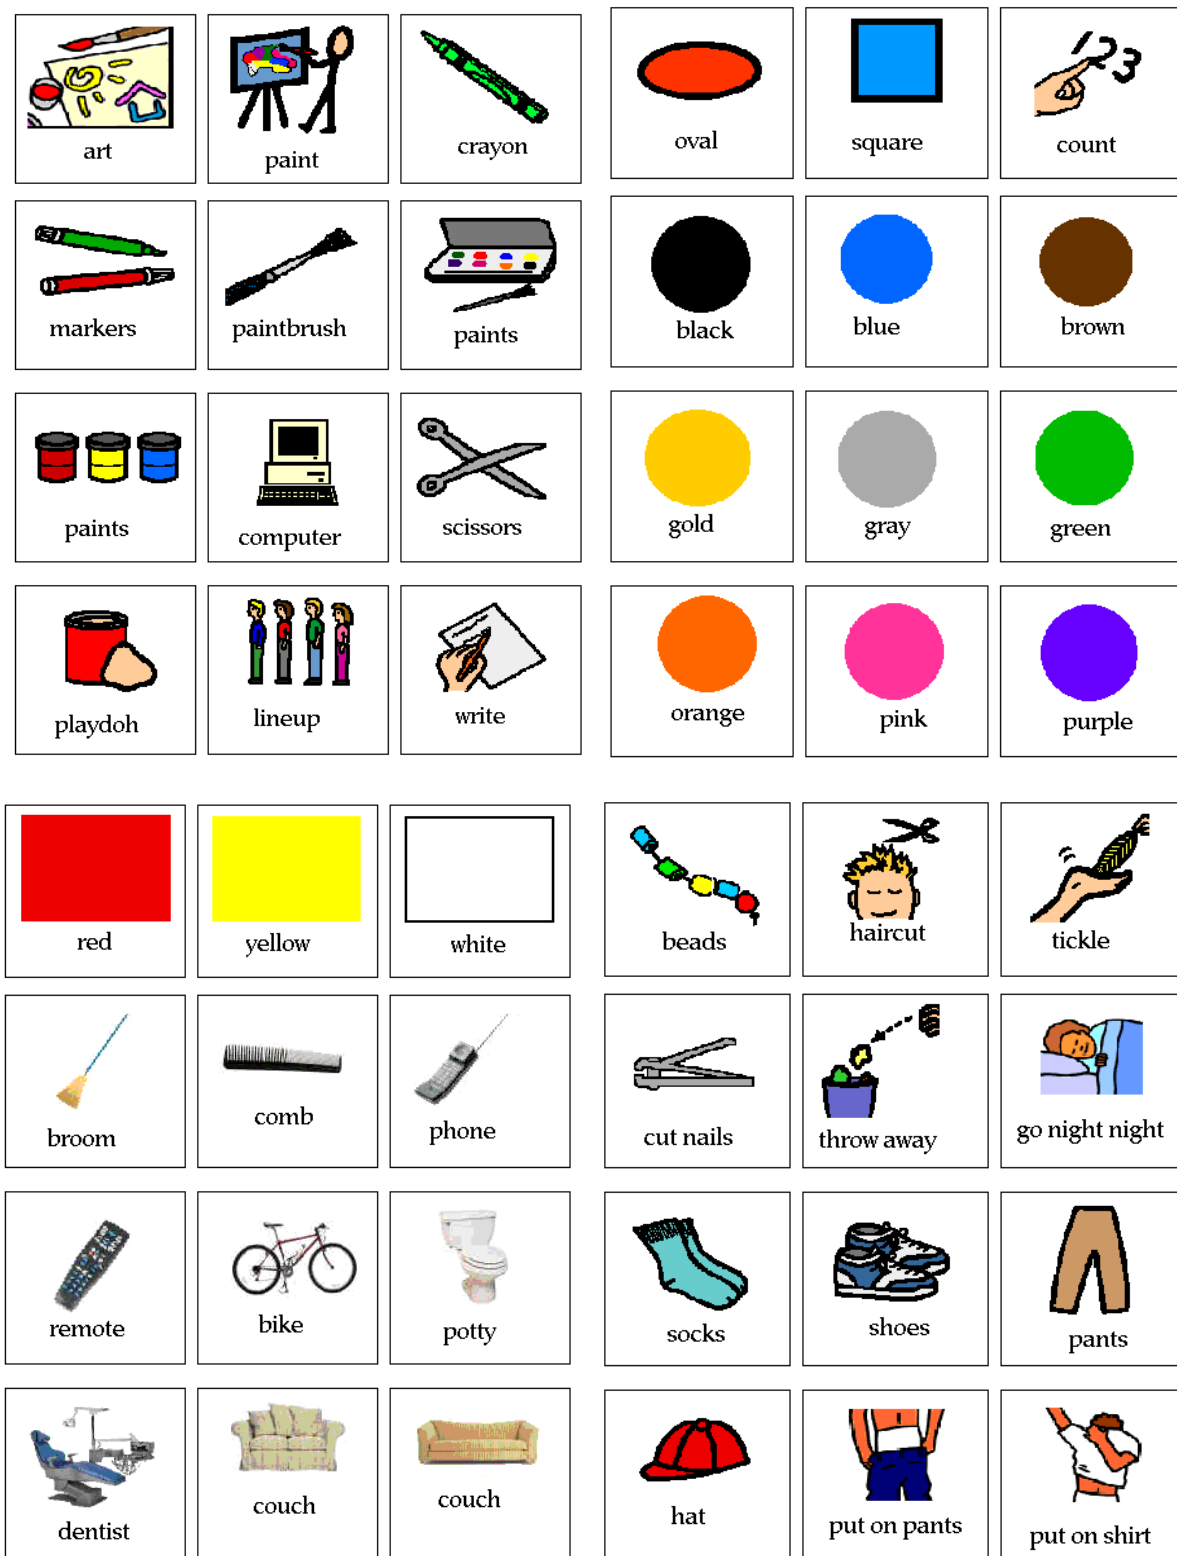 art
paint
crayon
markers
paintbrush
paints
paints
computer
scissors
playdoh
lineup
write
oval
square
123
count
black
blue
brown
gold
gray
green
orange
pink
purple
red
yellow
white
broom
comb
phone
remote
bike
potty
dentist
couch
couch
beads
haircut
tickle
cut nails
throw away
go night night
socks
shoes
pants
hat
put on pants
put on shirt